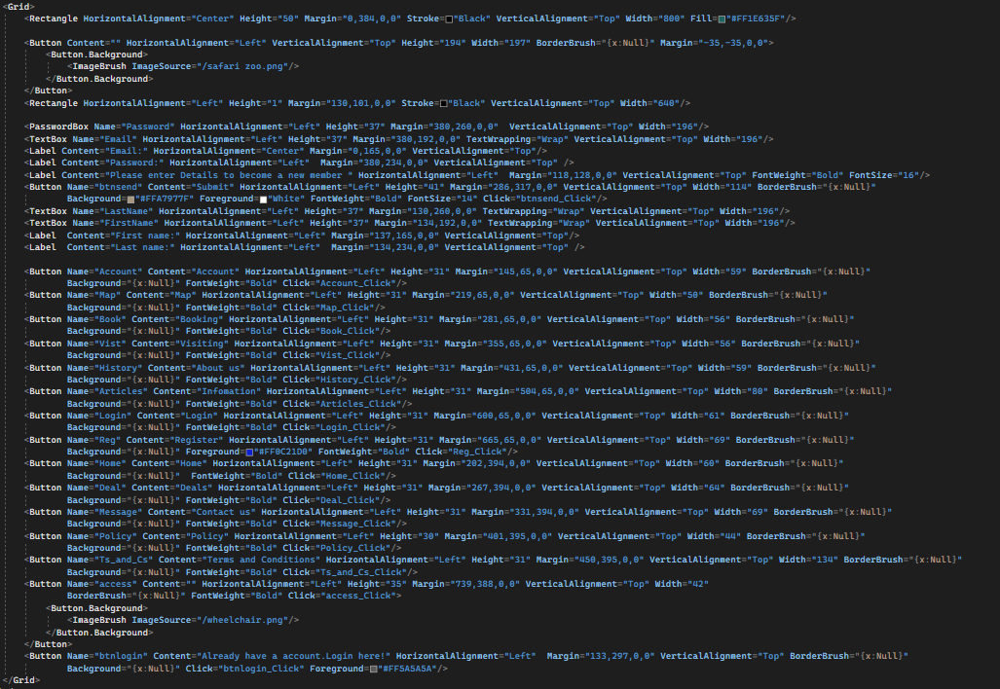 <Grid>
<Rectangle HorizontalAlignment="Center" Height="50" Margin="0,384,0,0" Stroke="Black" VerticalAlignment="Top" Width="800" Fill="#FF1E635F"/>
<Button Content="" HorizontalAlignment="Left" VerticalAlignment="Top" Height="194" Width="197" BorderBrush="{x:Null}" Margin="-35,-35,0,0">
<Button.Background>
<ImageBrush ImageSource="/safari zoo.png"/>
</Button.Background>
</Button>
<Rectangle HorizontalAlignment="Left" Height="1" Margin="130,101,0,0" Stroke="Black" VerticalAlignment="Top" Width="640"/>
<PasswordBox Name="Password" HorizontalAlignment="Left" Height="37" Margin="380,260,0,0"  VerticalAlignment="Top" Width="196"/>
<TextBox Name="Email" HorizontalAlignment="Left" Height="37" Margin="380,192,0,0" TextWrapping="Wrap" VerticalAlignment="Top" Width="196"/>
<Label Content="Email:" HorizontalAlignment="Center" Margin="0,165,0,0" VerticalAlignment="Top"/>
<Label Content="Password:" HorizontalAlignment="Left"  Margin="380,234,0,0" VerticalAlignment="Top" />
<Label Content="Please enter Details to become a new member " HorizontalAlignment="Left"  Margin="118,128,0,0" VerticalAlignment="Top" FontWeight="Bold" FontSize="16"/>
<Button Name="btnsend" Content="Submit" HorizontalAlignment="Left" Height="41" Margin="286,317,0,0" VerticalAlignment="Top" Width="114" BorderBrush="{x:Null}"
Background="#FFA7977F" Foreground="White" FontWeight="Bold" FontSize="14" Click="btnsend_Click"/>
<TextBox Name="LastName" HorizontalAlignment="Left" Height="37" Margin="130,260,0,0" TextWrapping="Wrap" VerticalAlignment="Top" Width="196"/>
<TextBox Name="FirstName" HorizontalAlignment="Left" Height="37" Margin="134,192,0,0" TextWrapping="Wrap" VerticalAlignment="Top" Width="196"/>
<Label  Content="First name:" HorizontalAlignment="Left" Margin="137,165,0,0" VerticalAlignment="Top"/>
<Label  Content="Last name:" HorizontalAlignment="Left"  Margin="134,234,0,0" VerticalAlignment="Top" />
<Button Name="Account" Content="Account" HorizontalAlignment="Left" Height="31" Margin="145,65,0,0" VerticalAlignment="Top" Width="59" BorderBrush="{x:Null}"
Background="{x:Null}" FontWeight="Bold" Click="Account_Click"/>
<Button Name="Map" Content="Map" HorizontalAlignment="Left" Height="31" Margin="219,65,0,0" VerticalAlignment="Top" Width="50" BorderBrush="{x:Null}"
Background="{x:Null}" FontWeight="Bold" Click="Map_Click"/>
<Button Name="Book" Content="Booking" HorizontalAlignment="Left" Height="31" Margin="281,65,0,0" VerticalAlignment="Top" Width="56" BorderBrush="{x:Null}"
Background="{x:Null}" FontWeight="Bold" Click="Book_Click"/>
<Button Name="Vist" Content="Visiting" HorizontalAlignment="Left" Height="31" Margin="355,65,0,0" VerticalAlignment="Top" Width="56" BorderBrush="{x:Null}"
Background="{x:Null}" FontWeight="Bold" Click="Vist_Click"/>
<Button Name="History" Content="About us" HorizontalAlignment="Left" Height="31" Margin="431,65,0,0" VerticalAlignment="Top" Width="59" BorderBrush="{x:Null}"
Background="{x:Null}" FontWeight="Bold" Click="History_Click"/>
<Button Name="Articles" Content="Infomation" HorizontalAlignment="Left" Height="31" Margin="504,65,0,0" VerticalAlignment="Top" Width="80" BorderBrush="{x:Null}"
Background="{x:Null}" FontWeight="Bold" Click="Articles_Click"/>
<Button Name="Login" Content="Login" HorizontalAlignment="Left" Height="31" Margin="600,65,0,0" VerticalAlignment="Top" Width="61" BorderBrush="{x:Null}"
Background="{x:Null}" FontWeight="Bold" Click="Login_Click"/>
<Button Name="Reg" Content="Register" HorizontalAlignment="Left" Height="31" Margin="665,65,0,0" VerticalAlignment="Top" Width="69" BorderBrush="{x:Null}"
Background="{x:Null}" Foreground="#FF0C21D0" FontWeight="Bold" Click="Reg_Click"/>
<Button Name="Home" Content="Home" HorizontalAlignment="Left" Height="31" Margin="202,394,0,0" VerticalAlignment="Top" Width="60" BorderBrush="{x:Null}"
Background="{x:Null}"  FontWeight="Bold" Click="Home_Click"/>
<Button Name="Deal" Content="Deals" HorizontalAlignment="Left" Height="31" Margin="267,394,0,0" VerticalAlignment="Top" Width="64" BorderBrush="{x:Null}"
Background="{x:Null}" FontWeight="Bold" Click="Deal_Click"/>
<Button Name="Message" Content="Contact us" HorizontalAlignment="Left" Height="31" Margin="331,394,0,0" VerticalAlignment="Top" Width="69" BorderBrush="{x:Null}"
Background="{x:Null}" FontWeight="Bold" Click="Message_Click"/>
<Button Name="Policy" Content="Policy" HorizontalAlignment="Left" Height="30" Margin="401,395,0,0" VerticalAlignment="Top" Width="44" BorderBrush="{x:Null}"
Background="{x:Null}" FontWeight="Bold" Click="Policy_Click"/>
<Button Name="Ts_and_Cs" Content="Terms and Conditions" HorizontalAlignment="Left" Height="31" Margin="450,395,0,0" VerticalAlignment="Top" Width="134" BorderBrush="{x:Null}"
Background="{x:Null}" FontWeight="Bold" Click="Ts_and_Cs_Click"/>
<Button Name="access" Content="" HorizontalAlignment="Left" Height="35" Margin="739,388,0,0" VerticalAlignment="Top" Width="42"
BorderBrush="{x:Null}" FontWeight="Bold" Click="access_Click">
<Button.Background>
<ImageBrush ImageSource="/wheelchair.png"/>
</Button.Background>
</Button>
<Button Name="btnlogin" Content="Already have a account.Login here!" HorizontalAlignment="Left"  Margin="133,297,0,0" VerticalAlignment="Top" BorderBrush="{x:Null}"
Background="{x:Null}" Click="btnlogin_Click" Foreground="#FF5A5A5A"/>
</Grid>